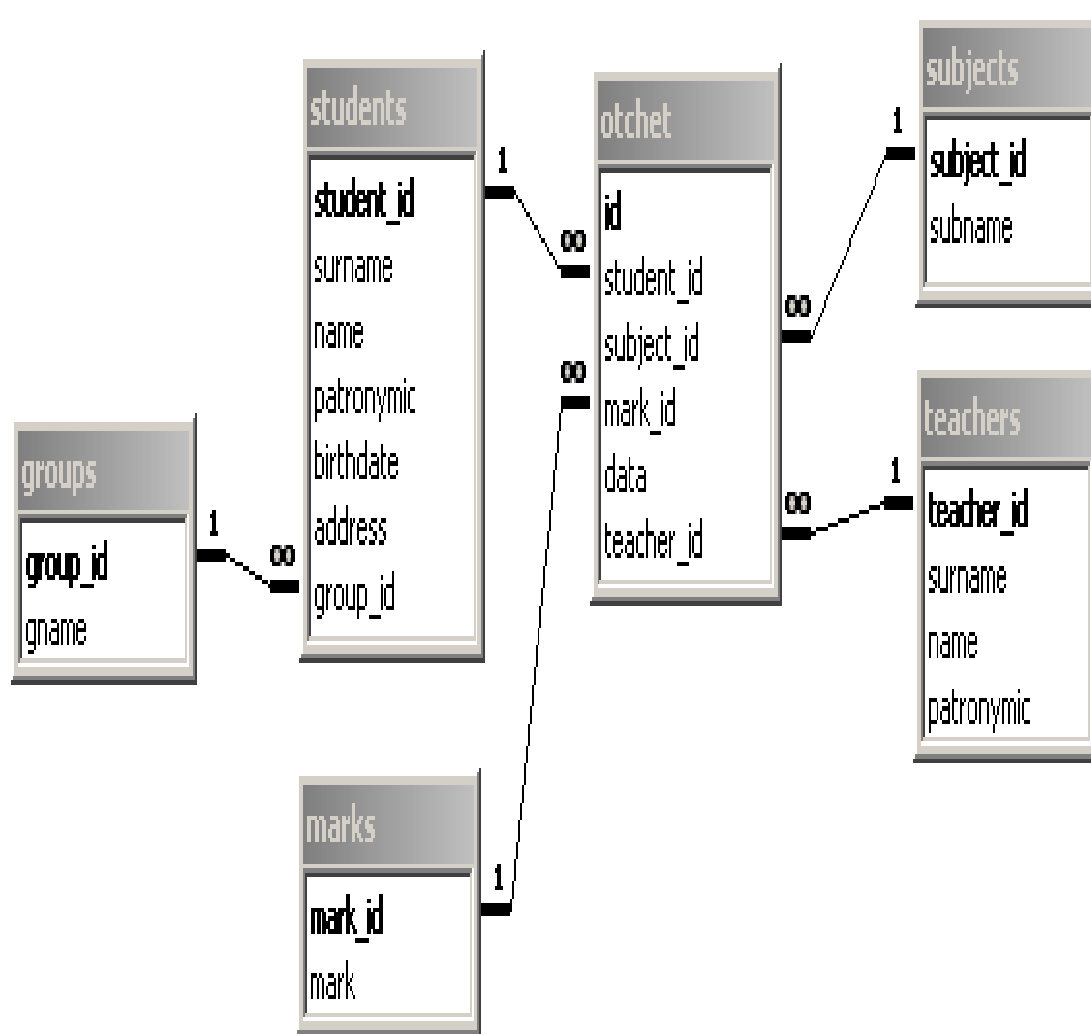 groups
group_id
gname
1
∞
students
student_id
surname
name
patronymic
birthdate
address
group_id
1
∞
otchet
id
student_id
subject_id
mark_id
data
teacher_id
∞
∞
∞
1
subjects
subject_id
subname
1
teachers
teacher_id
surname
name
patronymic
marks
mark_id
mark
1